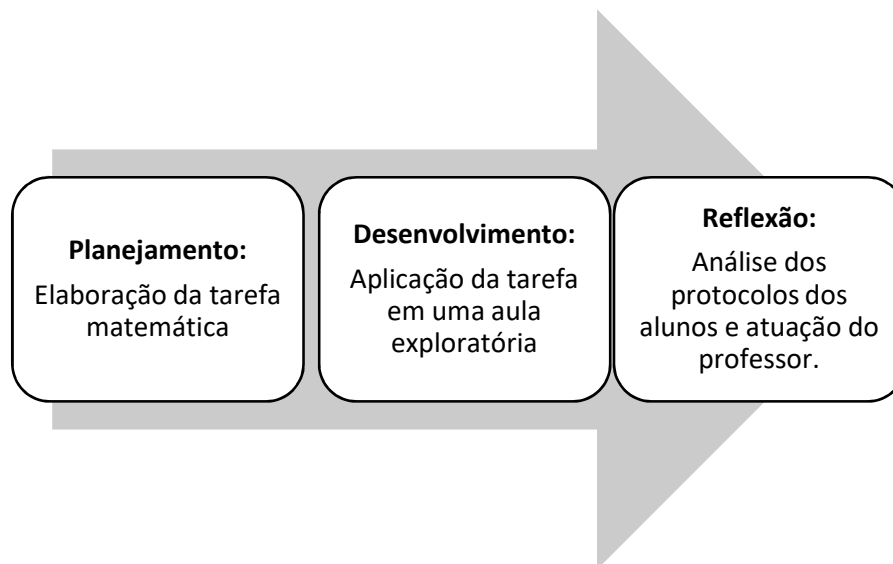 Planejamento:
Elaboração da tarefa
matemática
Desenvolvimento:
Aplicação da tarefa
em uma aula
exploratória
Reflexão:
Análise dos
protocolos dos
alunos e atuação do
professor.